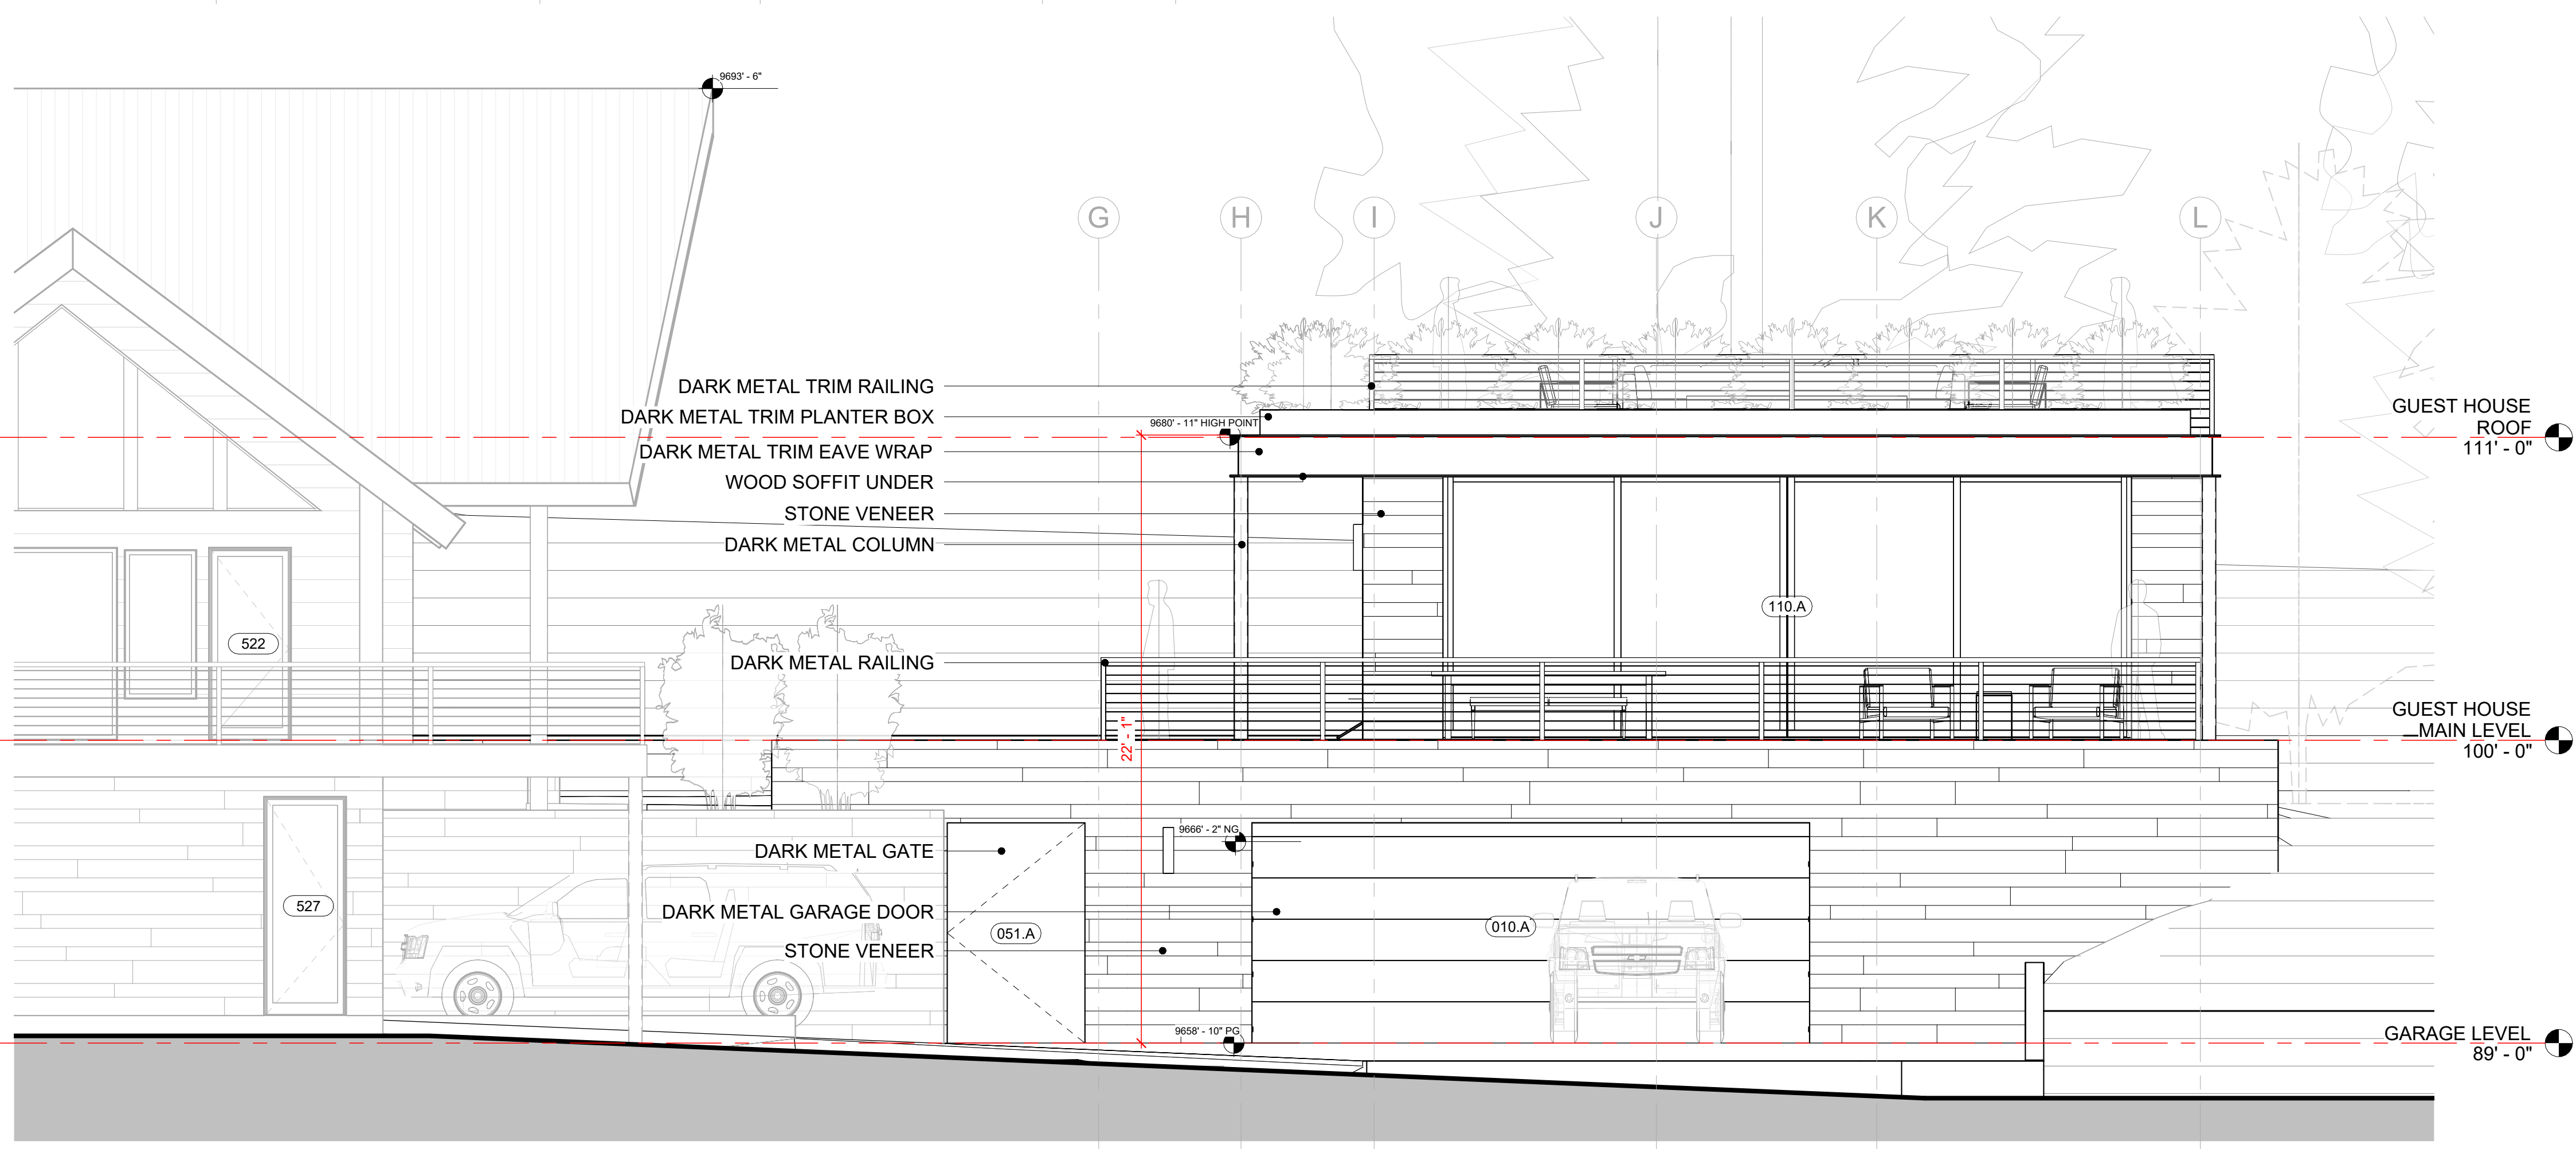 9693' - 6"
G
H
I
J
K
L
DARK METAL TRIM RAILING
DARK METAL TRIM PLANTER BOX
9680' - 11" HIGH POINT
DARK METAL TRIM EAVE WRAP
WOOD SOFFIT UNDER
STONE VENEER
DARK METAL COLUMN
GUEST HOUSE
ROOF
111' - 0"
110.A
522
DARK METAL RAILING
22' - 1"
GUEST HOUSE
MAIN LEVEL
100' - 0"
9666' - 2" NG
DARK METAL GATE
527
DARK METAL GARAGE DOOR
051.A
010.A
STONE VENEER
9658' - 10" PG
GARAGE LEVEL
89' - 0"